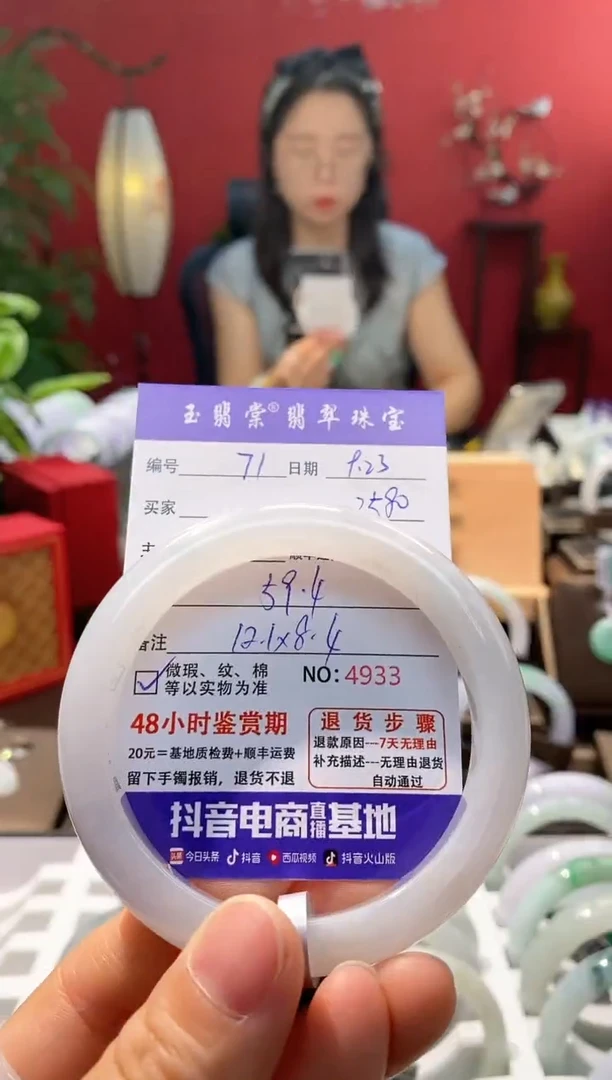 玉翡棠® 翡翠珠宝
编号 71 日期 9.23
买家 2580
59.4
备注 12.1x8.4
微瑕、纹、棉
等以实物为准
NO: 4933
48小时鉴赏期
20元=基地质检费+顺丰运费
留下手镯报销，退货不退
退货步骤
退款原因---7天无理由
补充描述---无理由退货
自动通过
抖音电商直播基地
头条 今日头条 抖音 西瓜视频 抖音火山版